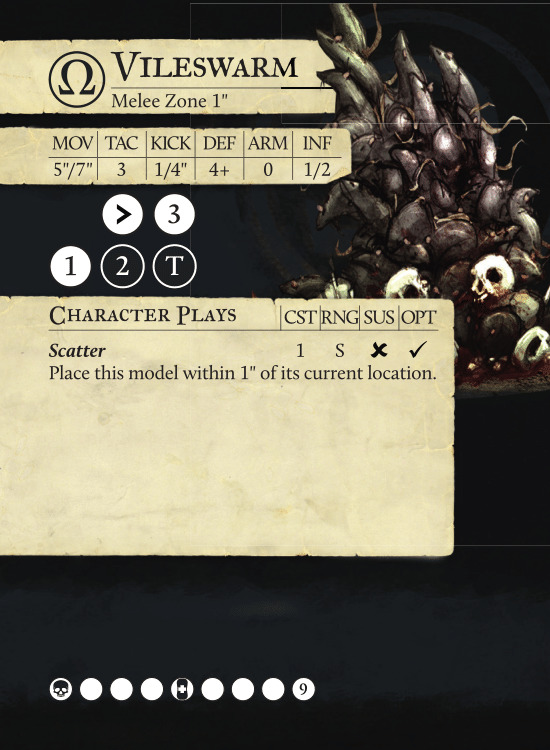 Ω VILESWARM
Melee Zone 1"
MOV TAC KICK DEF ARM INF
5"/7" 3 1/4" 4+ 0 1/2
> 3
1 2 T
CHARACTER PLAYS CST RNG SUS OPT
Scatter 1 S ✘ ✓
Place this model within 1" of its current location.
9